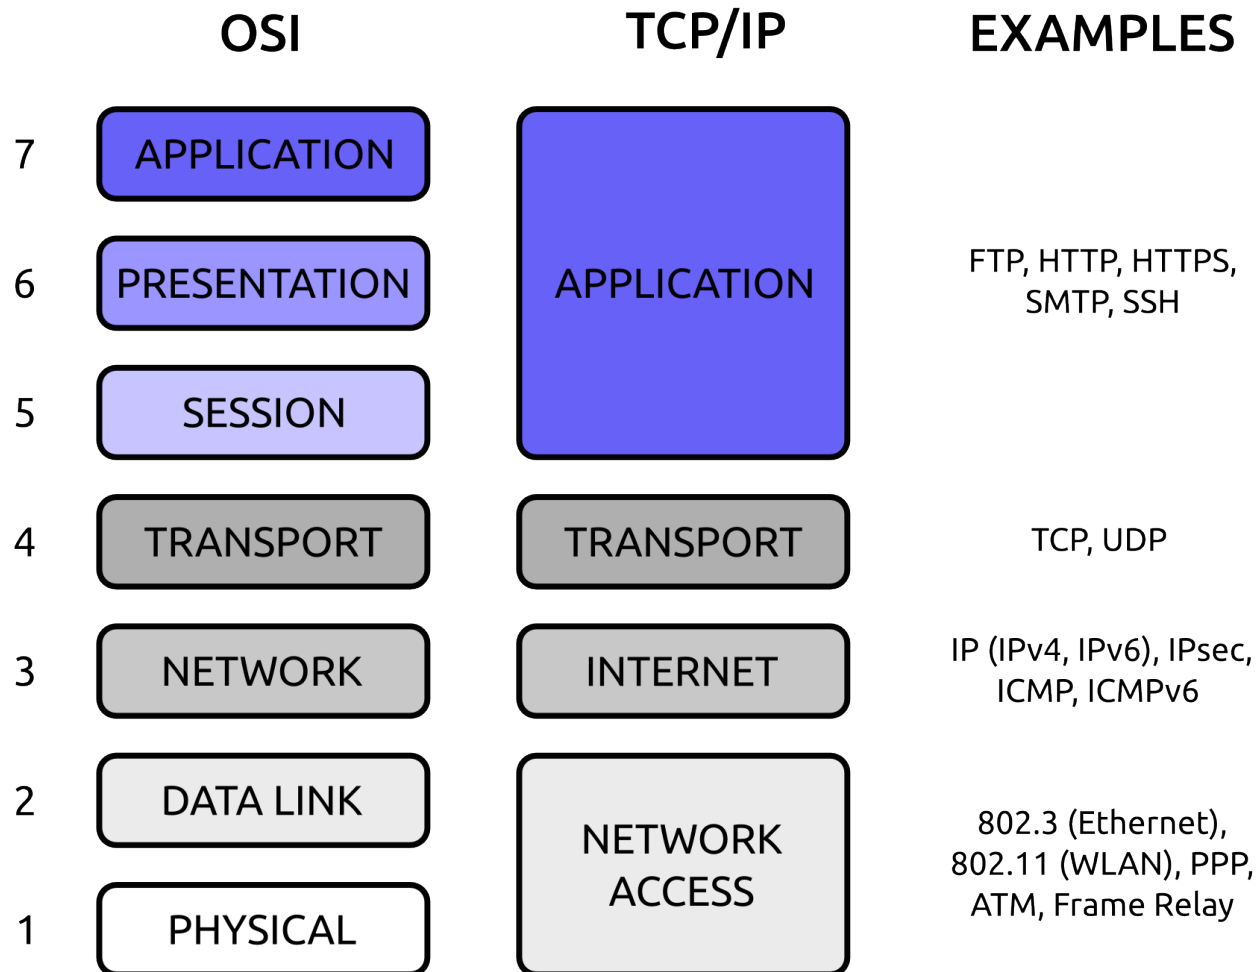 OSI TCP/IP EXAMPLES
7 APPLICATION
6 PRESENTATION APPLICATION FTP, HTTP, HTTPS,
SMTP, SSH
5 SESSION
4 TRANSPORT TRANSPORT TCP, UDP
3 NETWORK INTERNET IP (IPv4, IPv6), IPsec,
ICMP, ICMPv6
2 DATA LINK
NETWORK
ACCESS
802.3 (Ethernet),
802.11 (WLAN), PPP,
ATM, Frame Relay
1 PHYSICAL